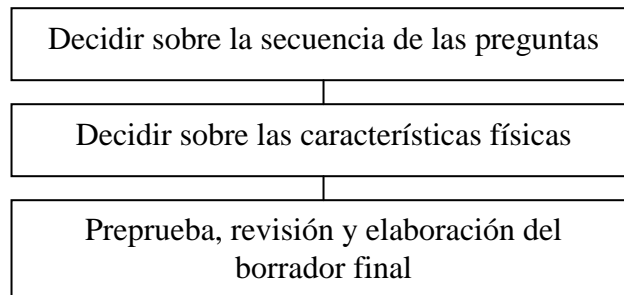 Decidir sobre la secuencia de las preguntas
Decidir sobre las características físicas
Preprueba, revisión y elaboración del
borrador final